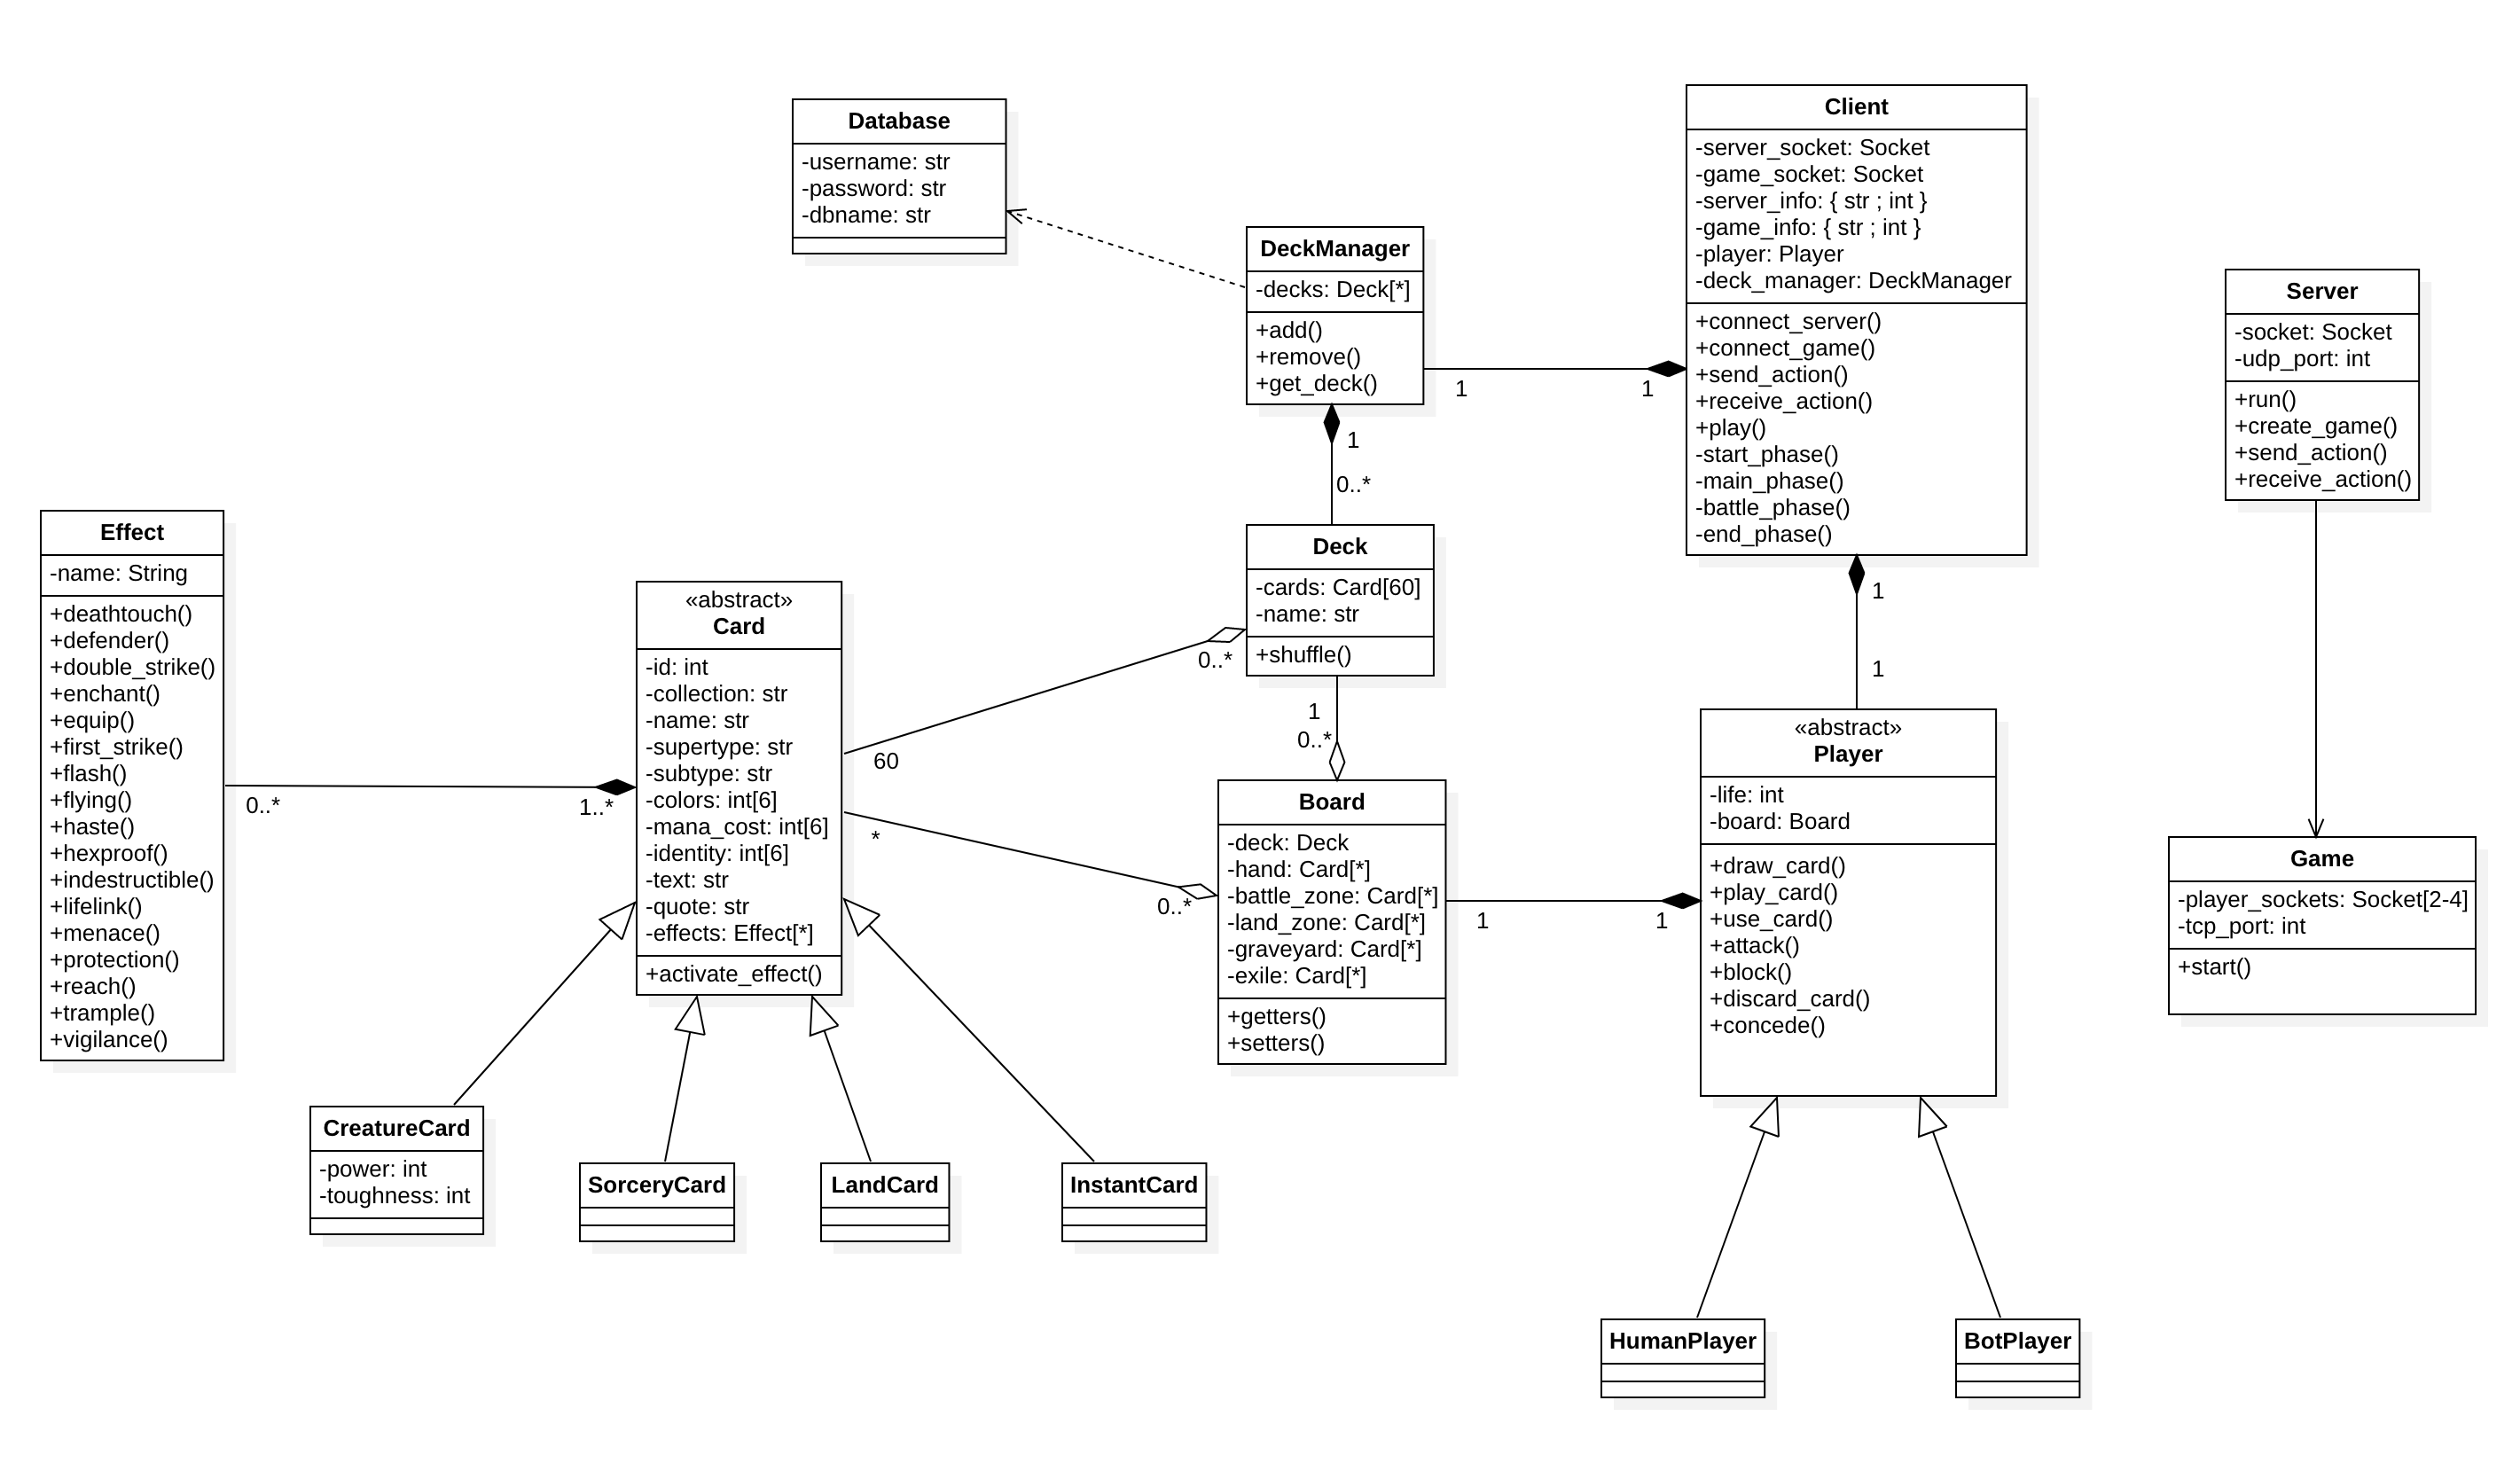 Database
-username: str
-password: str
-dbname: str
Client
-server_socket: Socket
-game_socket: Socket
-server_info: { str ; int }
-game_info: { str ; int }
-player: Player
-deck_manager: DeckManager
+connect_server()
+connect_game()
+send_action()
+receive_action()
+play()
-start_phase()
-main_phase()
-battle_phase()
-end_phase()
DeckManager
-decks: Deck[*]
+add()
+remove()
+get_deck()
1
1
1
0..*
Server
-socket: Socket
-udp_port: int
+run()
+create_game()
+send_action()
+receive_action()
Effect
-name: String
+deathtouch()
+defender()
+double_strike()
+enchant()
+equip()
+first_strike()
+flash()
+flying()
+haste()
+hexproof()
+indestructible()
+lifelink()
+menace()
+protection()
+reach()
+trample()
+vigilance()
0..*
1..*
«abstract»
Card
-id: int
-collection: str
-name: str
-supertype: str
-subtype: str
-colors: int[6]
-mana_cost: int[6]
-identity: int[6]
-text: str
-quote: str
-effects: Effect[*]
+activate_effect()
60
0..*
*
0..*
Deck
-cards: Card[60]
-name: str
+shuffle()
1
0..*
Board
-deck: Deck
-hand: Card[*]
-battle_zone: Card[*]
-land_zone: Card[*]
-graveyard: Card[*]
-exile: Card[*]
+getters()
+setters()
1
1
1
1
«abstract»
Player
-life: int
-board: Board
+draw_card()
+play_card()
+use_card()
+attack()
+block()
+discard_card()
+concede()
Game
-player_sockets: Socket[2-4]
-tcp_port: int
+start()
CreatureCard
-power: int
-toughness: int
SorceryCard
LandCard
InstantCard
HumanPlayer
BotPlayer